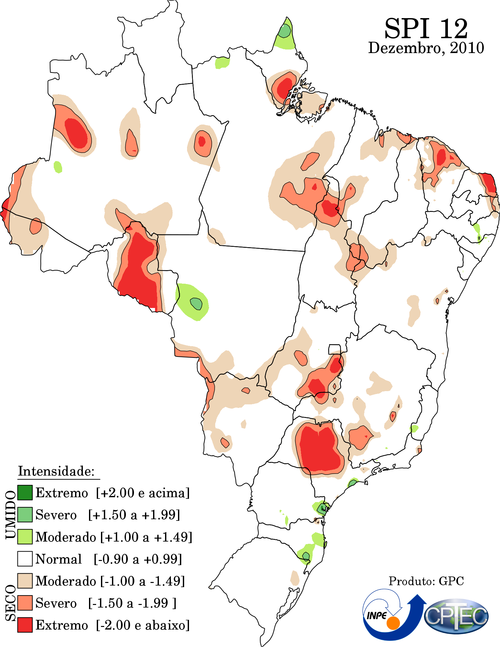 SPI 12
Dezembro, 2010
Intensidade:
UMIDO
Extremo [+2.00 e acima]
Severo [+1.50 a +1.99]
Moderado [+1.00 a +1.49]
Normal [-0.90 a +0.99]
SECO
Moderado [-1.00 a -1.49]
Severo [-1.50 a -1.99 ]
Extremo [-2.00 e abaixo]
Produto: GPC
INPE
CPTEC